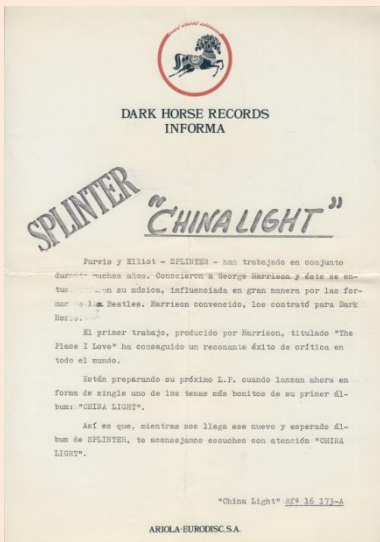 DARK HORSE RECORDS
INFORMA
SPLINTER
"CHINA LIGHT"
Purvis y Elliot - SPLINTER - han trabajado en conjunto
muchos años. Conocieron a George Harrison y éste se en-
su música, influenciada en gran manera por las for-
Beatles. Harrison convencido, los contrató para Dark
El primer trabajo, producido por Harrison, titulado "The
Place I Love" ha conseguido un resonante éxito de crítica en
todo el mundo.
Están preparando su próximo L.P. cuando lanzan ahora en
forma de single uno de los temas más bonitos de su primer ál-
bum: "CHINA LIGHT".
Así es que, mientras nos llega ese nuevo y esperado ál-
bum de SPLINTER, te aconsejamos escuches con atención "CHINA
LIGHT".
"China Light" Rfª 16 173-A
ARIOLA-EURODISC, S.A.